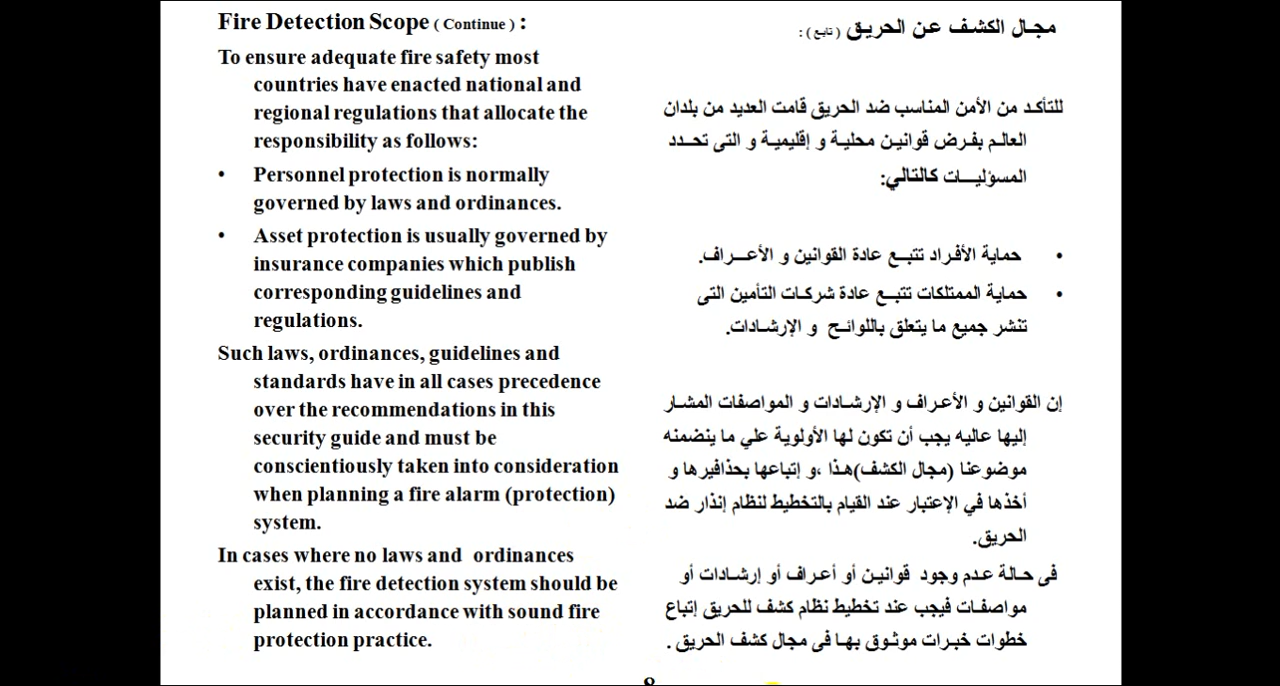 Fire Detection Scope ( Continue ) :
To ensure adequate fire safety most
countries have enacted national and
regional regulations that allocate the
responsibility as follows:
• Personnel protection is normally
governed by laws and ordinances.
• Asset protection is usually governed by
insurance companies which publish
corresponding guidelines and
regulations.
Such laws, ordinances, guidelines and
standards have in all cases precedence
over the recommendations in this
security guide and must be
conscientiously taken into consideration
when planning a fire alarm (protection)
system.
In cases where no laws and ordinances
exist, the fire detection system should be
planned in accordance with sound fire
protection practice.
مجـال الكشـف عـن الحريـق ( تابـع ) :
للتأكـد من الأمن المناسب ضد الحريق قامت العديد من بلدان
العالـم بفـرض قوانيـن محليـة و إقليميـة و التى تحــدد
المسؤليـــات كالتالي:
• حماية الأفـراد تتبــع عادة القوانين و الأعـــراف.
• حماية الممتلكات تتبــع عادة شركـات التأمين التى
تنشر جميع ما يتعلق باللوائـح و الإرشـادات.
إن القوانين و الأعـراف و الإرشـادات و المواصفات المشـار
إليها عاليه يجب أن تكون لها الأولوية علي ما يتضمنه
موضوعنا (مجال الكشف)هـذا ،و إتباعها بحذافيرها و
أخذها في الإعتبار عند القيام بالتخطيط لنظام إنذار ضد
الحريق.
فى حـالة عـدم وجود قوانيـن أو أعـراف أو إرشـادات أو
مواصفـات فيجب عند تخطيط نظام كشف للحريق إتباع
خطوات خبـرات موثـوق بهـا فى مجال كشف الحريق .
8